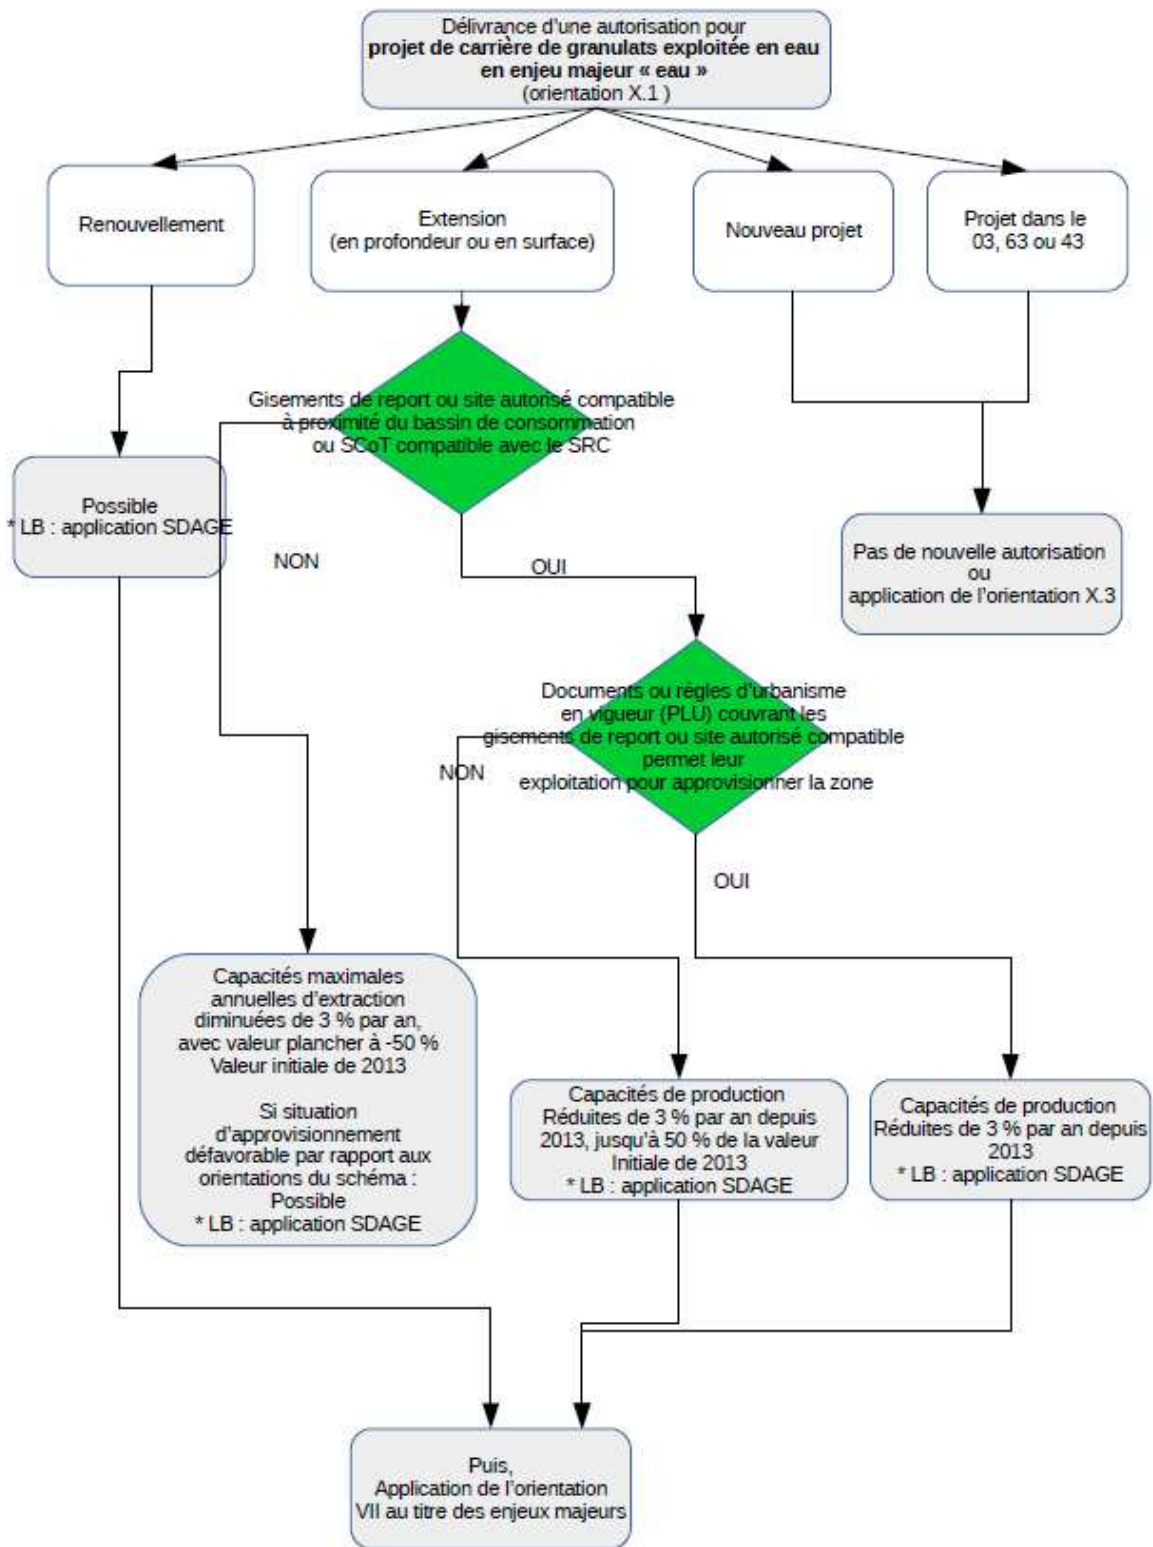 Délivrance d'une autorisation pour
projet de carrière de granulats exploitée en eau
en enjeu majeur « eau »
(orientation X.1 )
Renouvellement
Extension
(en profondeur ou en surface)
Nouveau projet
Projet dans le
03, 63 ou 43
Gisements de report ou site autorisé compatible
à proximité du bassin de consommation
ou SCoT compatible avec le SRC
Possible
* LB : application SDAGE
NON
OUI
Pas de nouvelle autorisation
ou
application de l'orientation X.3
Documents ou règles d'urbanisme
en vigueur (PLU) couvrant les
gisements de report ou site autorisé compatible
permet leur
exploitation pour approvisionner la zone
NON
OUI
Capacités maximales
annuelles d'extraction
diminuées de 3 % par an,
avec valeur plancher à -50 %
Valeur initiale de 2013
Si situation
d'approvisionnement
défavorable par rapport aux
orientations du schéma :
Possible
* LB : application SDAGE
Capacités de production
Réduites de 3 % par an depuis
2013, jusqu'à 50 % de la valeur
Initiale de 2013
* LB : application SDAGE
Capacités de production
Réduites de 3 % par an depuis
2013
* LB : application SDAGE
Puis,
Application de l'orientation
VII au titre des enjeux majeurs